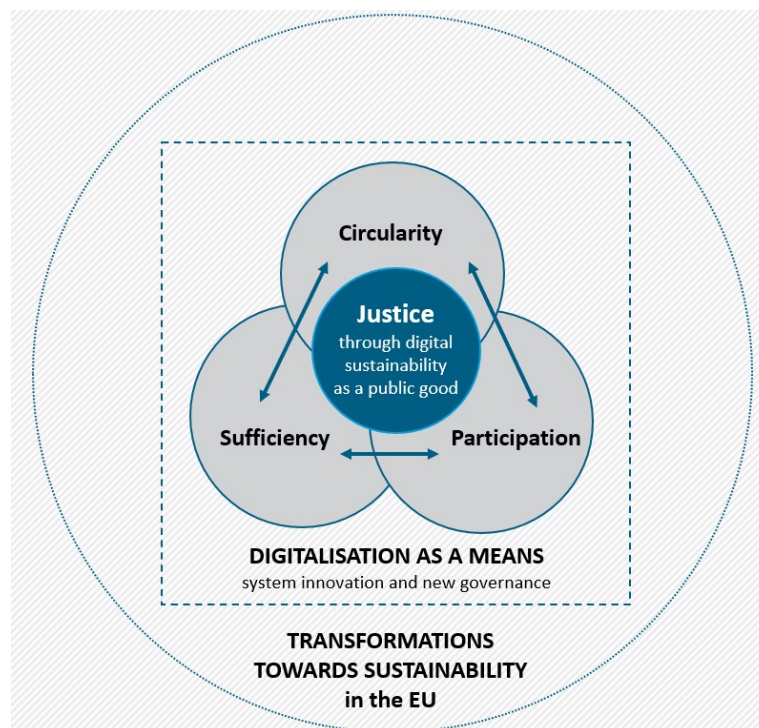 Circularity
Justice
through digital
sustainability
as a public good
Sufficiency
Participation
DIGITALISATION AS A MEANS
system innovation and new governance
TRANSFORMATIONS
TOWARDS SUSTAINABILITY
in the EU